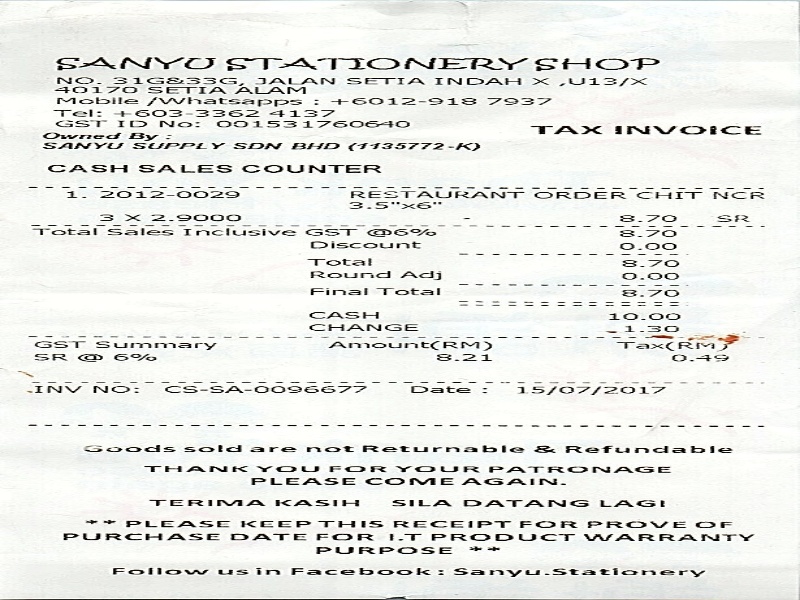 SANYU STATIONERY SHOP
NO. 31G&33G, JALAN SETIA INDAH X ,U13/X
40170 SETIA ALAM
Mobile /Whatsapps : +6012-918 7937
Tel: +603-3362 4137
GST ID No: 001531760640
TAX INVOICE
Owned By :
SANYU SUPPLY SDN BHD (1135772-K)
CASH SALES COUNTER
1. 2012-0029 RESTAURANT ORDER CHIT NCR
3.5"x6"
3 X 2.9000 - 8.70 SR
Total Sales Inclusive GST @6% 8.70
Discount 0.00
Total 8.70
Round Adj 0.00
Final Total 8.70
CASH 10.00
CHANGE -1.30
GST Summary Amount(RM) Tax(RM)
SR @ 6% 8.21 0.49
INV NO: CS-SA-0096677 Date : 15/07/2017
Goods sold are not Returnable & Refundable
THANK YOU FOR YOUR PATRONAGE
PLEASE COME AGAIN.
TERIMA KASIH SILA DATANG LAGI
** PLEASE KEEP THIS RECEIPT FOR PROVE OF
PURCHASE DATE FOR I.T PRODUCT WARRANTY
PURPOSE **
Follow us in Facebook : Sanyu.Stationery